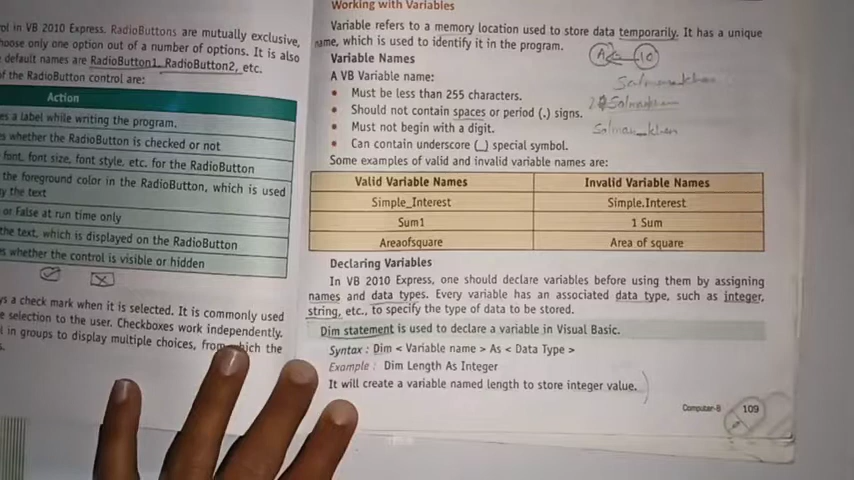 ol in VB 2010 Express. RadioButtons are mutually exclusive,
hoose only one option out of a number of options. It is also
default names are RadioButton1, RadioButton2, etc.
of the RadioButton control are:
Action
es a label while writing the program.
es whether the RadioButton is checked or not
font, font size, font style, etc. for the RadioButton
the foreground color in the RadioButton, which is used
y the text
or False at run time only
the text, which is displayed on the RadioButton
es whether the control is visible or hidden
ys a check mark when it is selected. It is commonly used
e selection to the user. Checkboxes work independently.
l in groups to display multiple choices, from which the
s.
Working with Variables
Variable refers to a memory location used to store data temporarily. It has a unique
name, which is used to identify it in the program.
A 10
Variable Names
A VB Variable name:
• Must be less than 255 characters.
• Should not contain spaces or period (.) signs.
• Must not begin with a digit.
Salman_khan
• Can contain underscore (_) special symbol.
Some examples of valid and invalid variable names are:
Valid Variable Names Invalid Variable Names
Simple_Interest Simple.Interest
Sum1 1 Sum
Areaofsquare Area of square
Declaring Variables
In VB 2010 Express, one should declare variables before using them by assigning
names and data types. Every variable has an associated data type, such as integer,
string, etc., to specify the type of data to be stored.
Dim statement is used to declare a variable in Visual Basic.
Syntax : Dim < Variable name > As < Data Type >
Example : Dim Length As Integer
It will create a variable named length to store integer value.
Computer-8 109